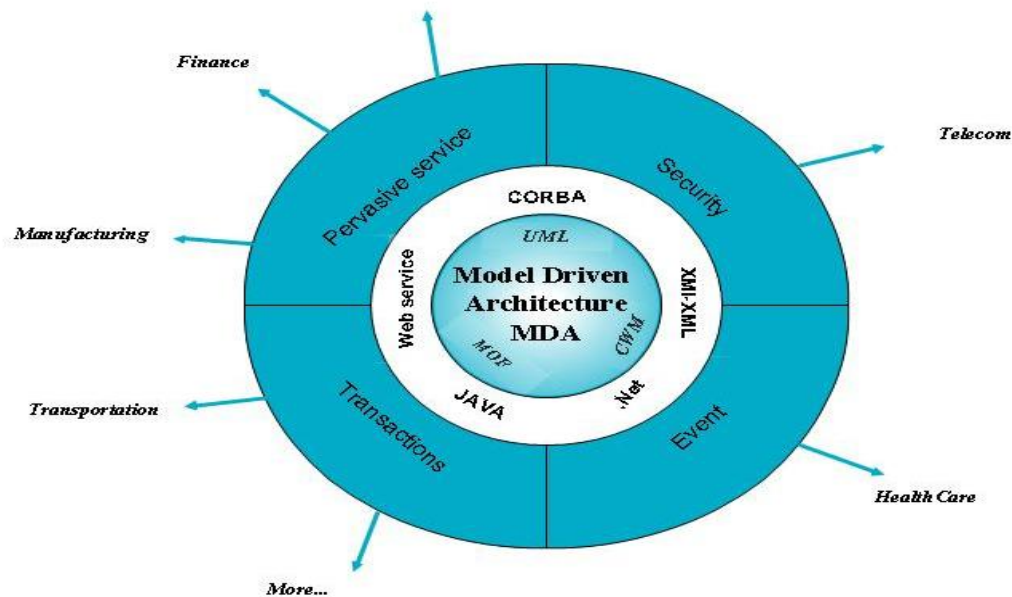 Finance
Telecom
Pervasive service
Security
CORBA
UML
Manufacturing
Web service
Model Driven
Architecture
MDA
XMI-XML
MOF
CWM
JAVA
.Net
Transportation
Transactions
Event
Health Care
More...